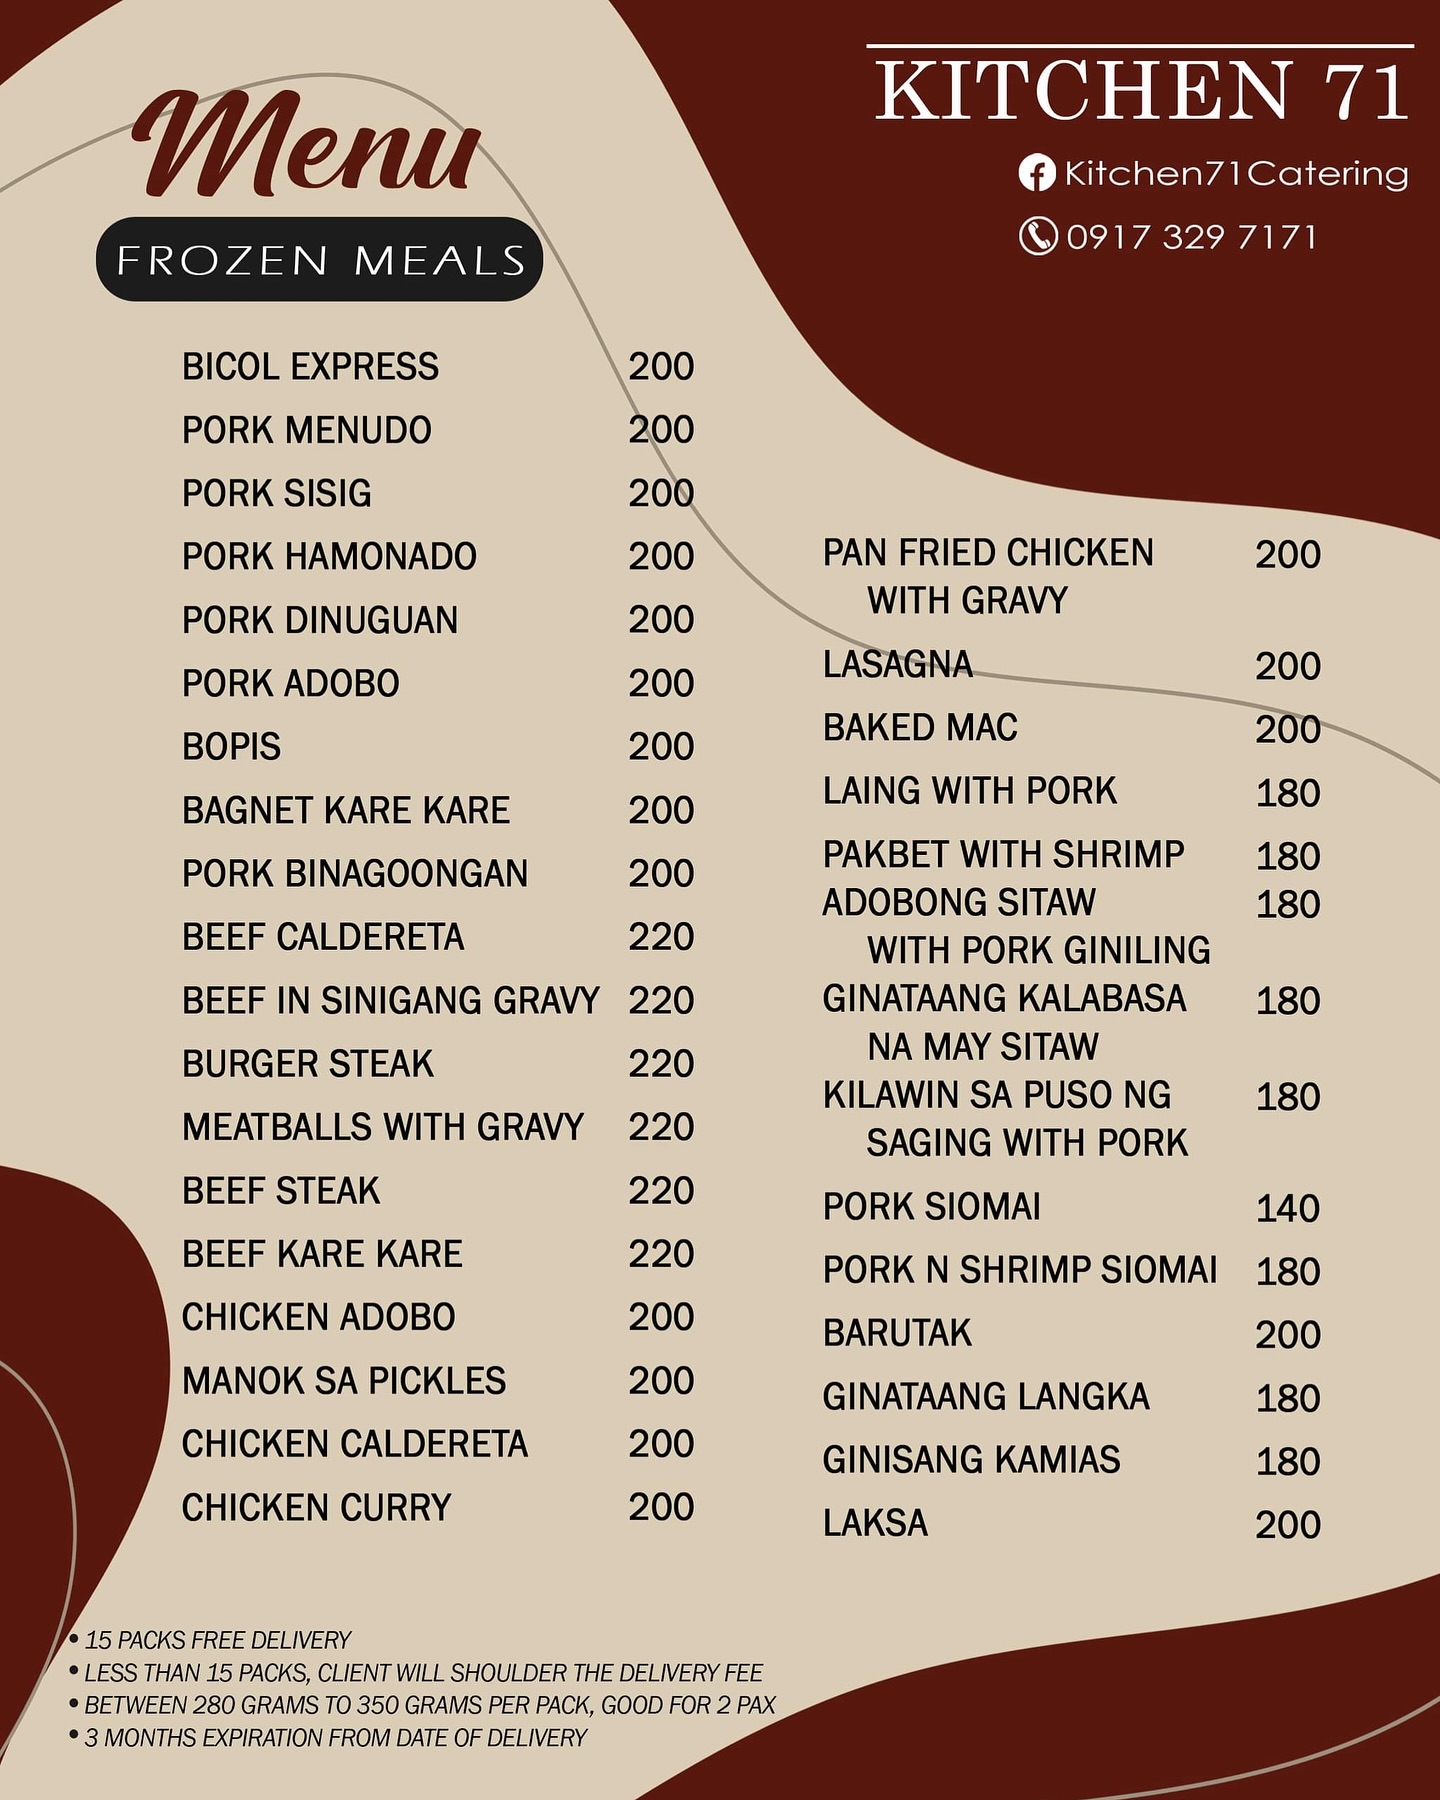 Menu
FROZEN MEALS
KITCHEN 71
Kitchen71Catering
0917 329 7171
BICOL EXPRESS 200
PORK MENUDO 200
PORK SISIG 200
PORK HAMONADO 200
PORK DINUGUAN 200
PORK ADOBO 200
BOPIS 200
BAGNET KARE KARE 200
PORK BINAGOONGAN 200
BEEF CALDERETA 220
BEEF IN SINIGANG GRAVY 220
BURGER STEAK 220
MEATBALLS WITH GRAVY 220
BEEF STEAK 220
BEEF KARE KARE 220
CHICKEN ADOBO 200
MANOK SA PICKLES 200
CHICKEN CALDERETA 200
CHICKEN CURRY 200
PAN FRIED CHICKEN 200
WITH GRAVY
LASAGNA 200
BAKED MAC 200
LAING WITH PORK 180
PAKBET WITH SHRIMP 180
ADOBONG SITAW 180
WITH PORK GINILING
GINATAANG KALABASA 180
NA MAY SITAW
KILAWIN SA PUSO NG 180
SAGING WITH PORK
PORK SIOMAI 140
PORK N SHRIMP SIOMAI 180
BARUTAK 200
GINATAANG LANGKA 180
GINISANG KAMIAS 180
LAKSA 200
• 15 PACKS FREE DELIVERY
• LESS THAN 15 PACKS, CLIENT WILL SHOULDER THE DELIVERY FEE
• BETWEEN 280 GRAMS TO 350 GRAMS PER PACK, GOOD FOR 2 PAX
• 3 MONTHS EXPIRATION FROM DATE OF DELIVERY